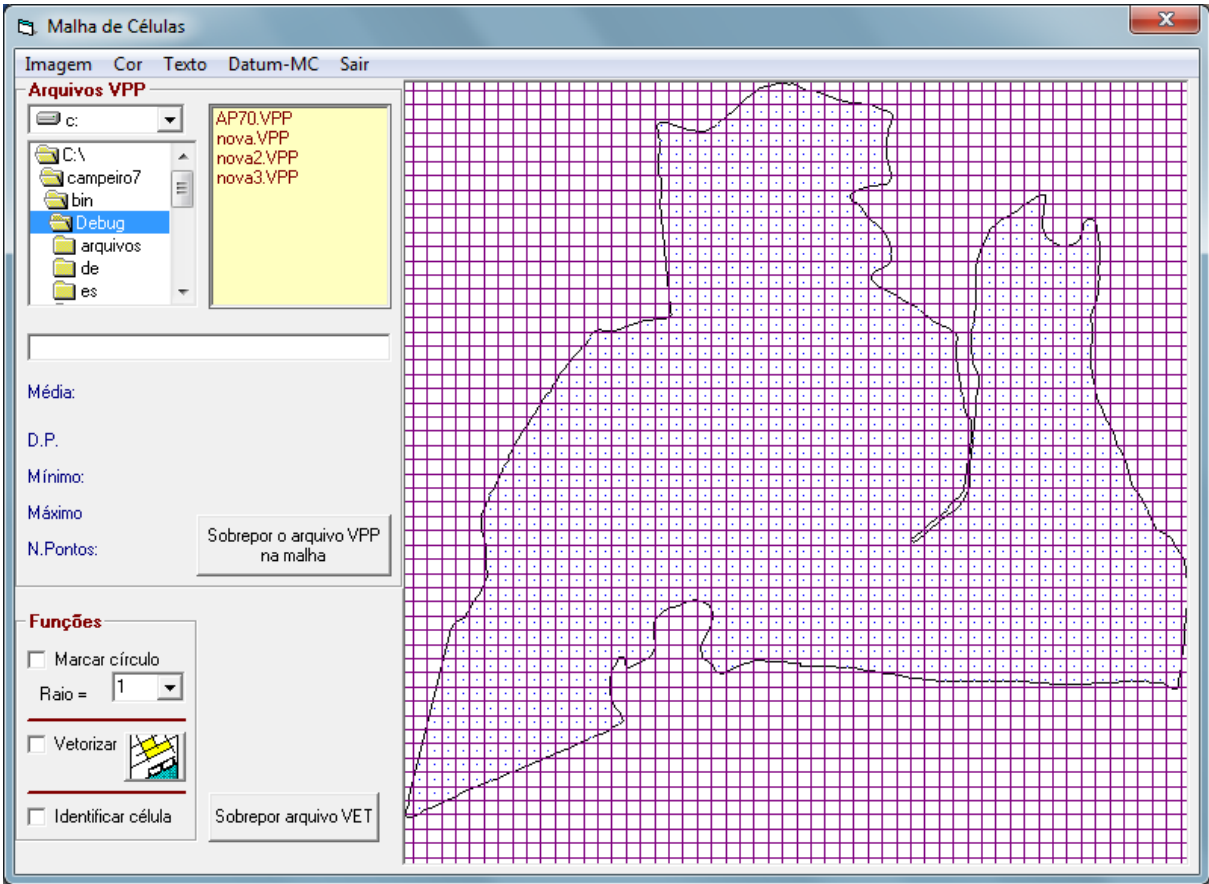 Malha de Células
Imagem Cor Texto Datum-MC Sair
Arquivos VPP
c:
C:\
campeiro7
bin
Debug
arquivos
de
es
AP70.VPP
nova.VPP
nova2.VPP
nova3.VPP
Média:
D.P.
Mínimo:
Máximo
N.Pontos:
Sobrepor o arquivo VPP
na malha
Funções
Marcar círculo
Raio = 1
Vetorizar
Identificar célula
Sobrepor arquivo VET